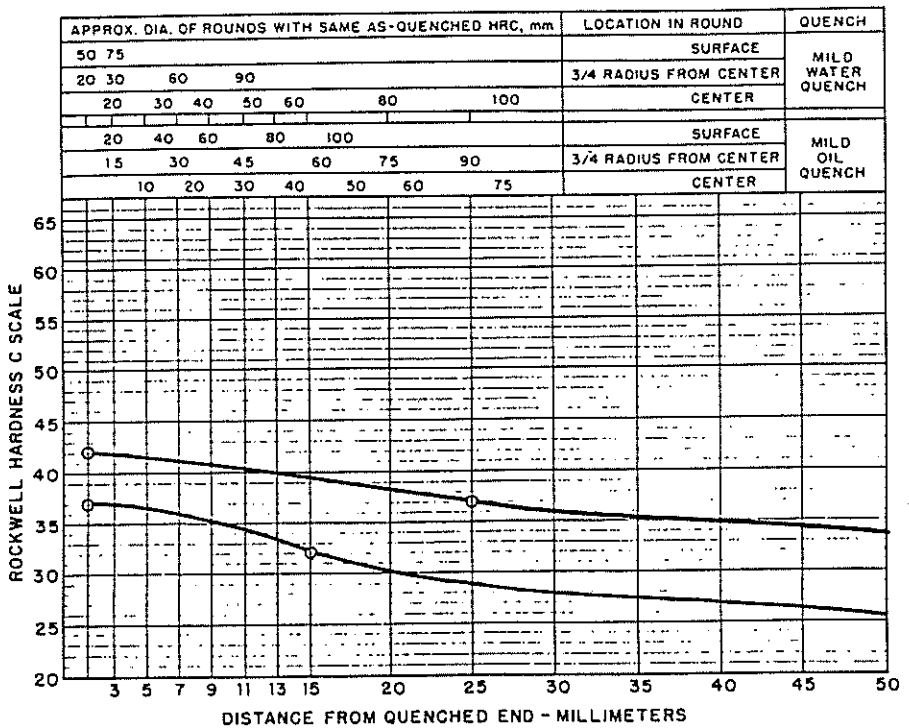 APPROX. DIA. OF ROUNDS WITH SAME AS-QUENCHED HRC, mm LOCATION IN ROUND QUENCH
50 75 SURFACE
20 30 60 90 3/4 RADIUS FROM CENTER
20 30 40 50 60 80 100 CENTER
MILD
WATER
QUENCH
20 40 60 80 100 SURFACE
15 30 45 60 75 90 3/4 RADIUS FROM CENTER
10 20 30 40 50 60 75 CENTER
MILD
OIL
QUENCH
ROCKWELL HARDNESS C SCALE
65
60
55
50
45
40
35
30
25
20
3 5 7 9 11 13 15 20 25 30 35 40 45 50
DISTANCE FROM QUENCHED END - MILLIMETERS